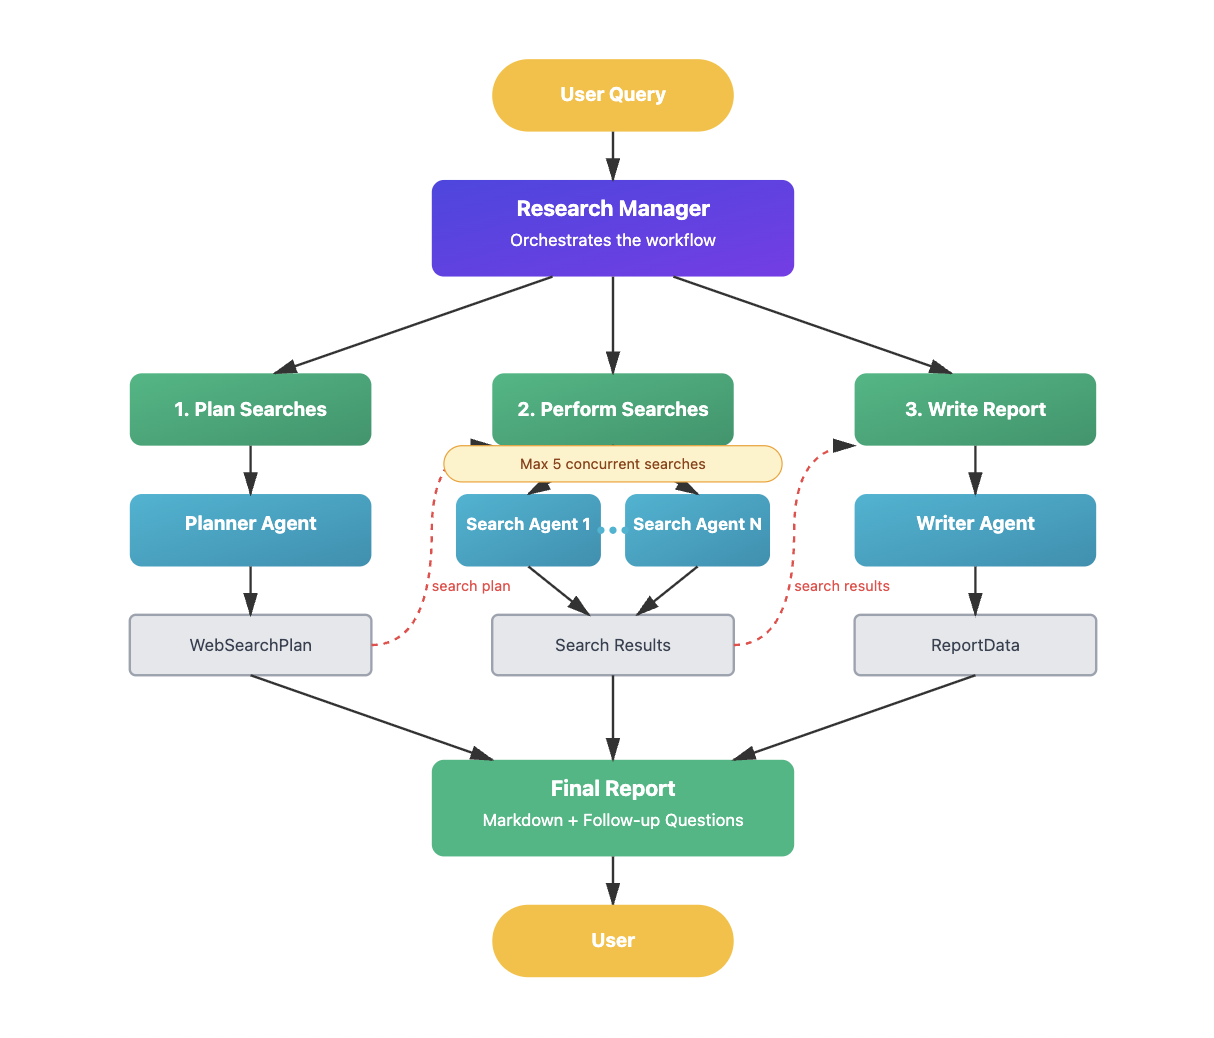 User Query
Research Manager
Orchestrates the workflow
1. Plan Searches
2. Perform Searches
3. Write Report
Max 5 concurrent searches
Planner Agent
Search Agent 1
Search Agent N
Writer Agent
search plan
search results
WebSearchPlan
Search Results
ReportData
Final Report
Markdown + Follow-up Questions
User